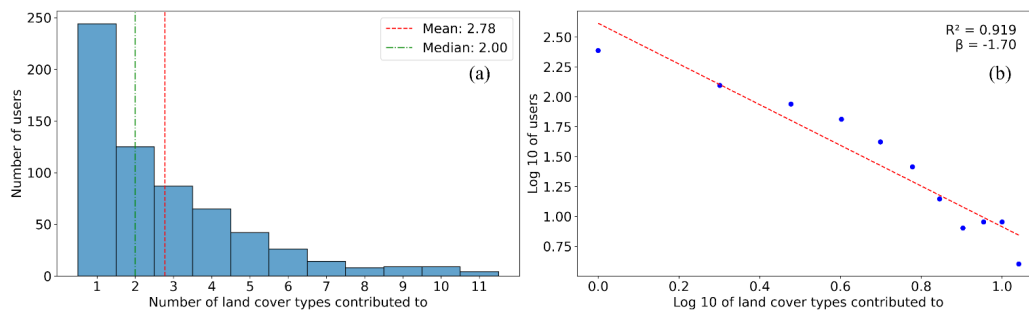 250
200
150
100
50
0
Number of users
Mean: 2.78
Median: 2.00
(a)
1 2 3 4 5 6 7 8 9 10 11
Number of land cover types contributed to
2.50
2.25
2.00
1.75
1.50
1.25
1.00
0.75
Log 10 of users
R² = 0.919
β = -1.70
(b)
0.0 0.2 0.4 0.6 0.8 1.0
Log 10 of land cover types contributed to